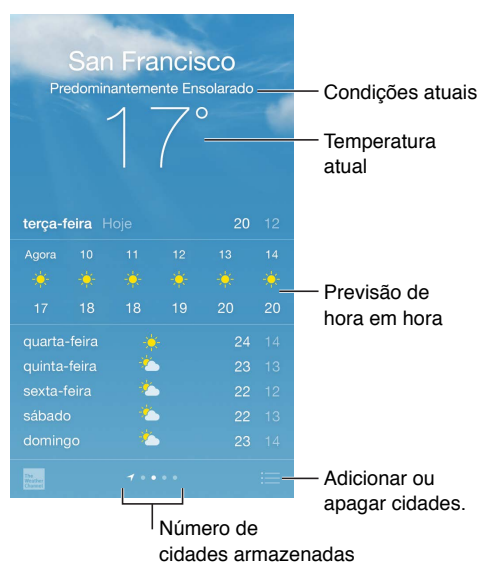 San Francisco
Predominantemente Ensolarado
Condições atuais
17°
Temperatura
atual
terça-feira Hoje 20 12
Agora 10 11 12 13 14
17 18 18 19 20 20
Previsão de
hora em hora
quarta-feira 24 14
quinta-feira 23 13
sexta-feira 22 12
sábado 22 13
domingo 23 14
The
Weather
Channel
Adicionar ou
apagar cidades.
Número de
cidades armazenadas